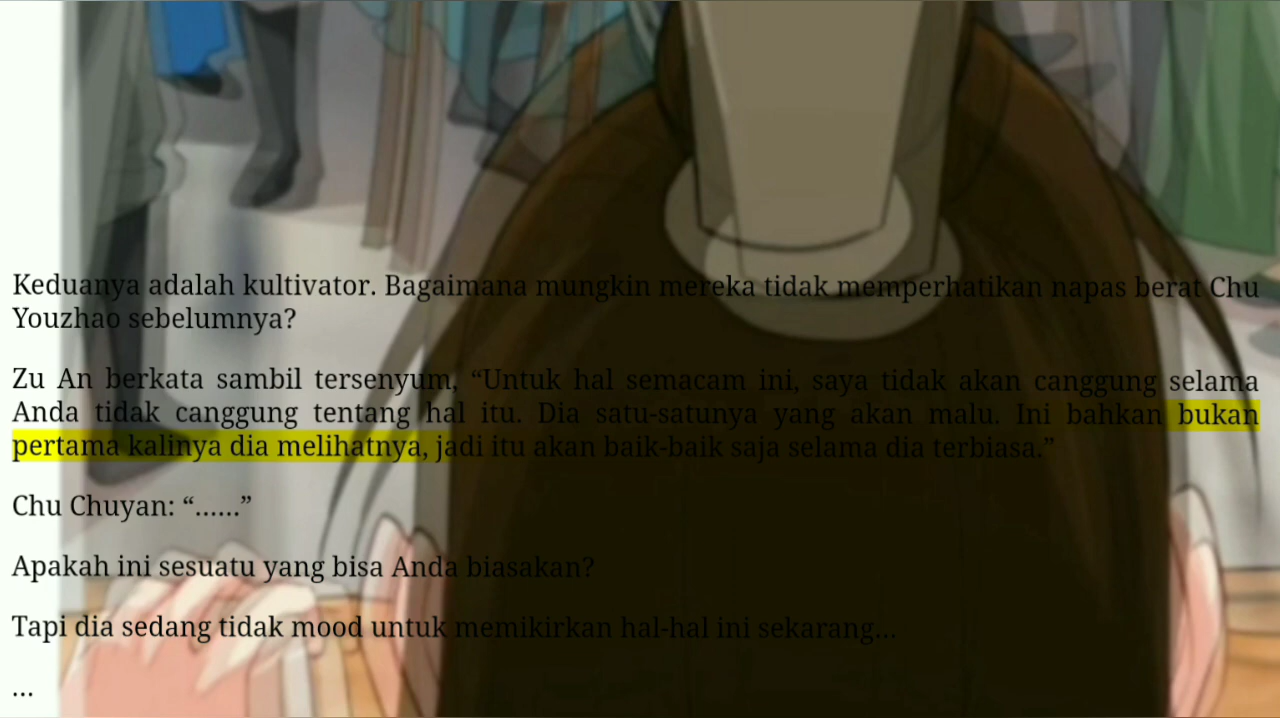 Keduanya adalah kultivator. Bagaimana mungkin mereka tidak memperhatikan napas berat Chu
Youzhao sebelumnya?
Zu An berkata sambil tersenyum, “Untuk hal semacam ini, saya tidak akan canggung selama
Anda tidak canggung tentang hal itu. Dia satu-satunya yang akan malu. Ini bahkan bukan
pertama kalinya dia melihatnya, jadi itu akan baik-baik saja selama dia terbiasa.”
Chu Chuyan: “……”
Apakah ini sesuatu yang bisa Anda biasakan?
Tapi dia sedang tidak mood untuk memikirkan hal-hal ini sekarang…
…